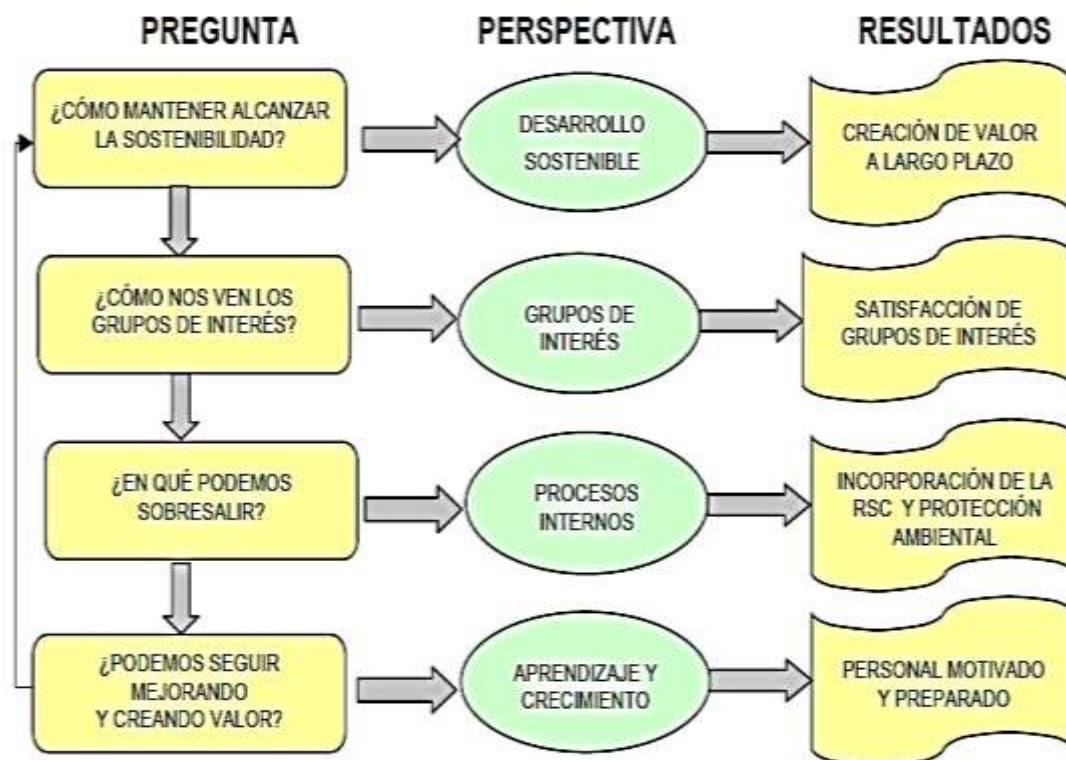 PREGUNTA
PERSPECTIVA
RESULTADOS
¿CÓMO MANTENER ALCANZAR
LA SOSTENIBILIDAD?
DESARROLLO
SOSTENIBLE
CREACIÓN DE VALOR
A LARGO PLAZO
¿CÓMO NOS VEN LOS
GRUPOS DE INTERÉS?
GRUPOS DE
INTERÉS
SATISFACCIÓN DE
GRUPOS DE INTERÉS
¿EN QUÉ PODEMOS
SOBRESALIR?
PROCESOS
INTERNOS
INCORPORACIÓN DE LA
RSC Y PROTECCIÓN
AMBIENTAL
¿PODEMOS SEGUIR
MEJORANDO
Y CREANDO VALOR?
APRENDIZAJE Y
CRECIMIENTO
PERSONAL MOTIVADO
Y PREPARADO